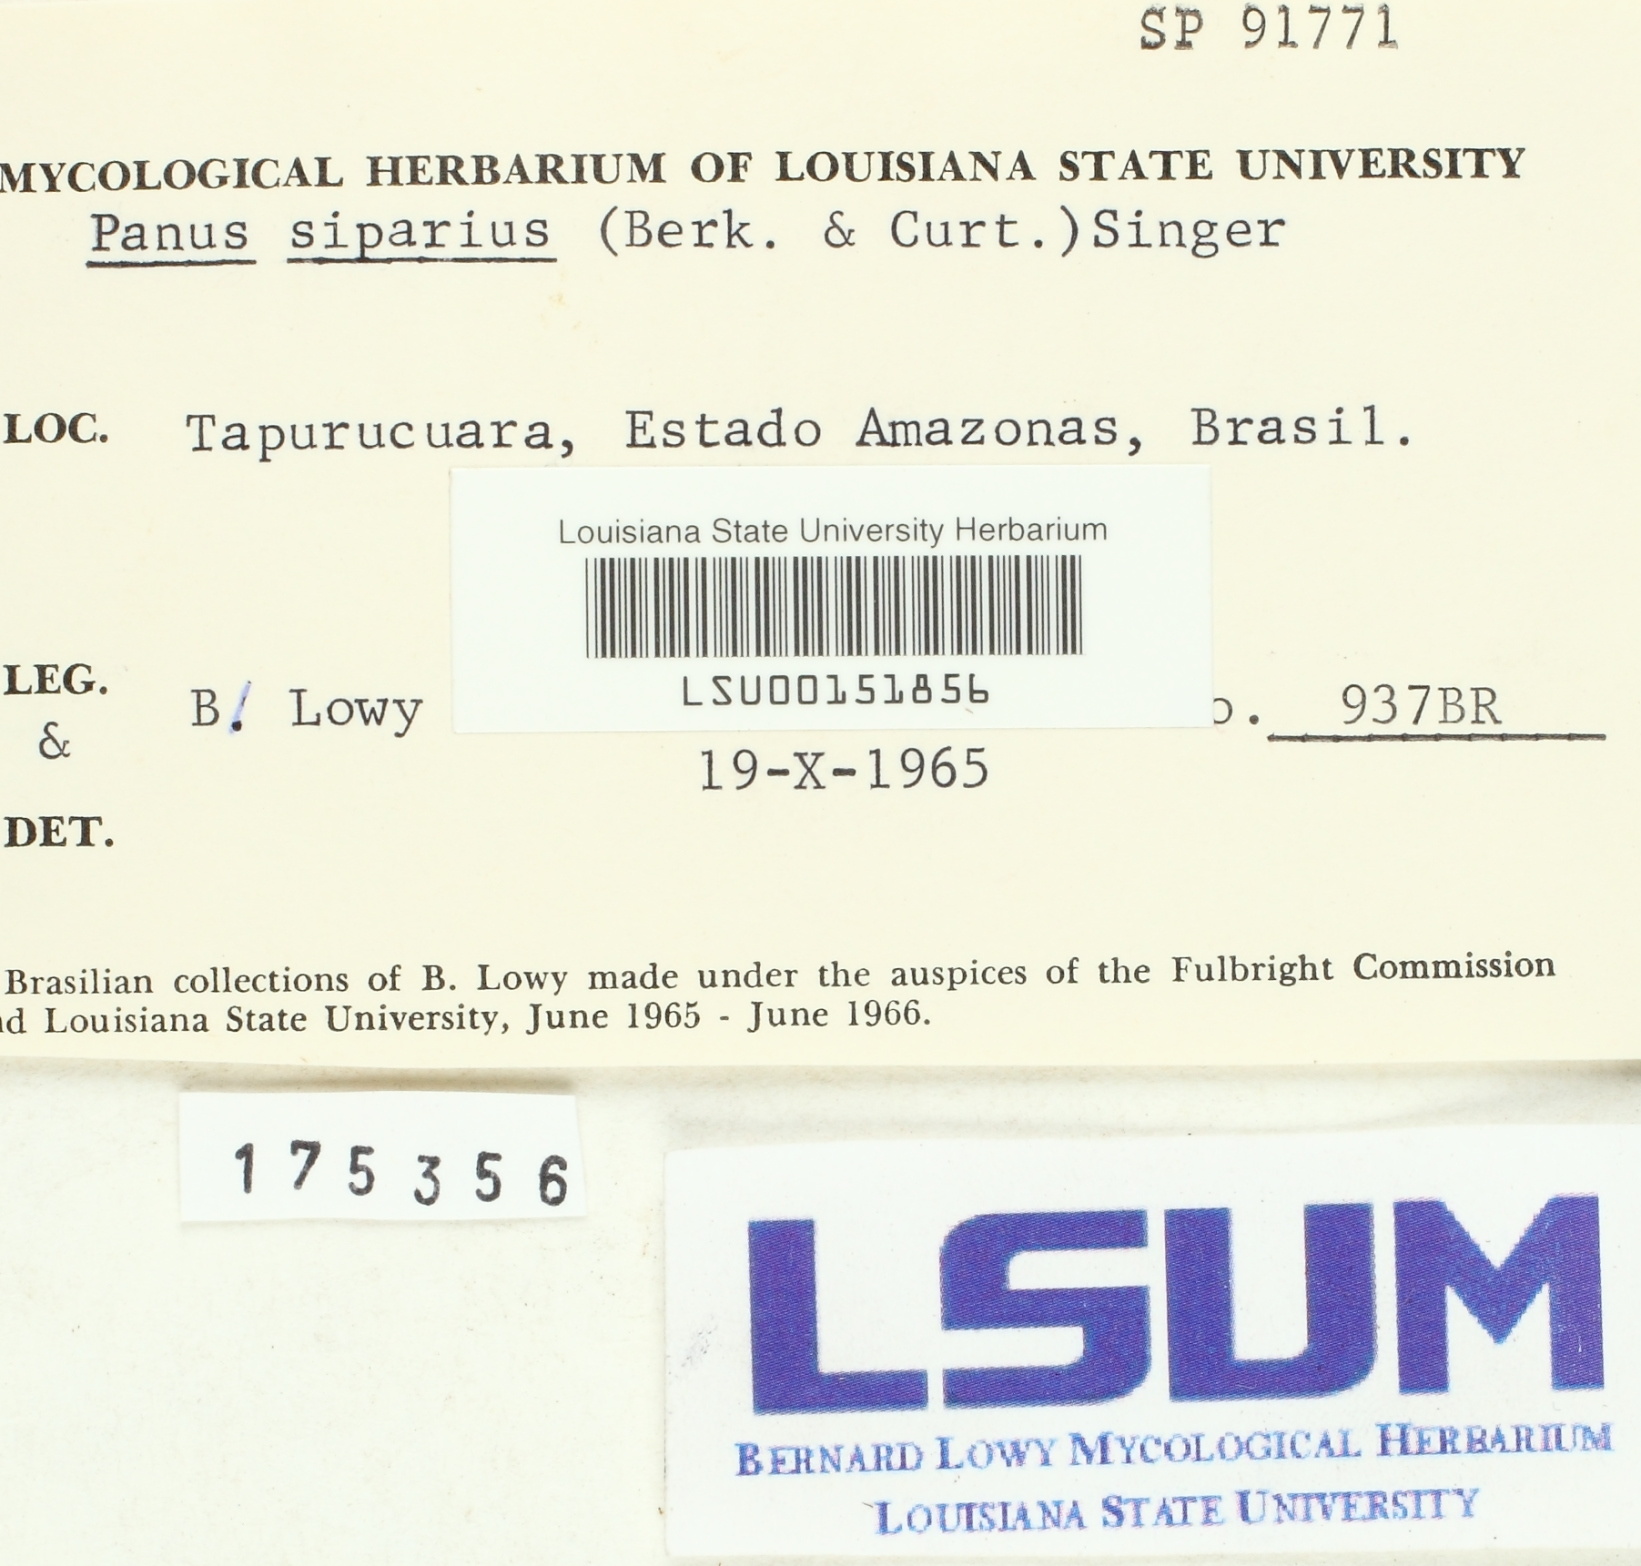 SP 91771
MYCOLOGICAL HERBARIUM OF LOUISIANA STATE UNIVERSITY
Panus siparius (Berk. & Curt.)Singer
LOC. Tapurucuara, Estado Amazonas, Brasil.
Louisiana State University Herbarium
LSU00151856
LEG. & DET. B. Lowy o. 937BR
19-X-1965
Brasilian collections of B. Lowy made under the auspices of the Fulbright Commission
d Louisiana State University, June 1965 - June 1966.
175356
LSUM
BERNARD LOWY MYCOLOGICAL HERBARIUM
LOUISIANA STATE UNIVERSITY